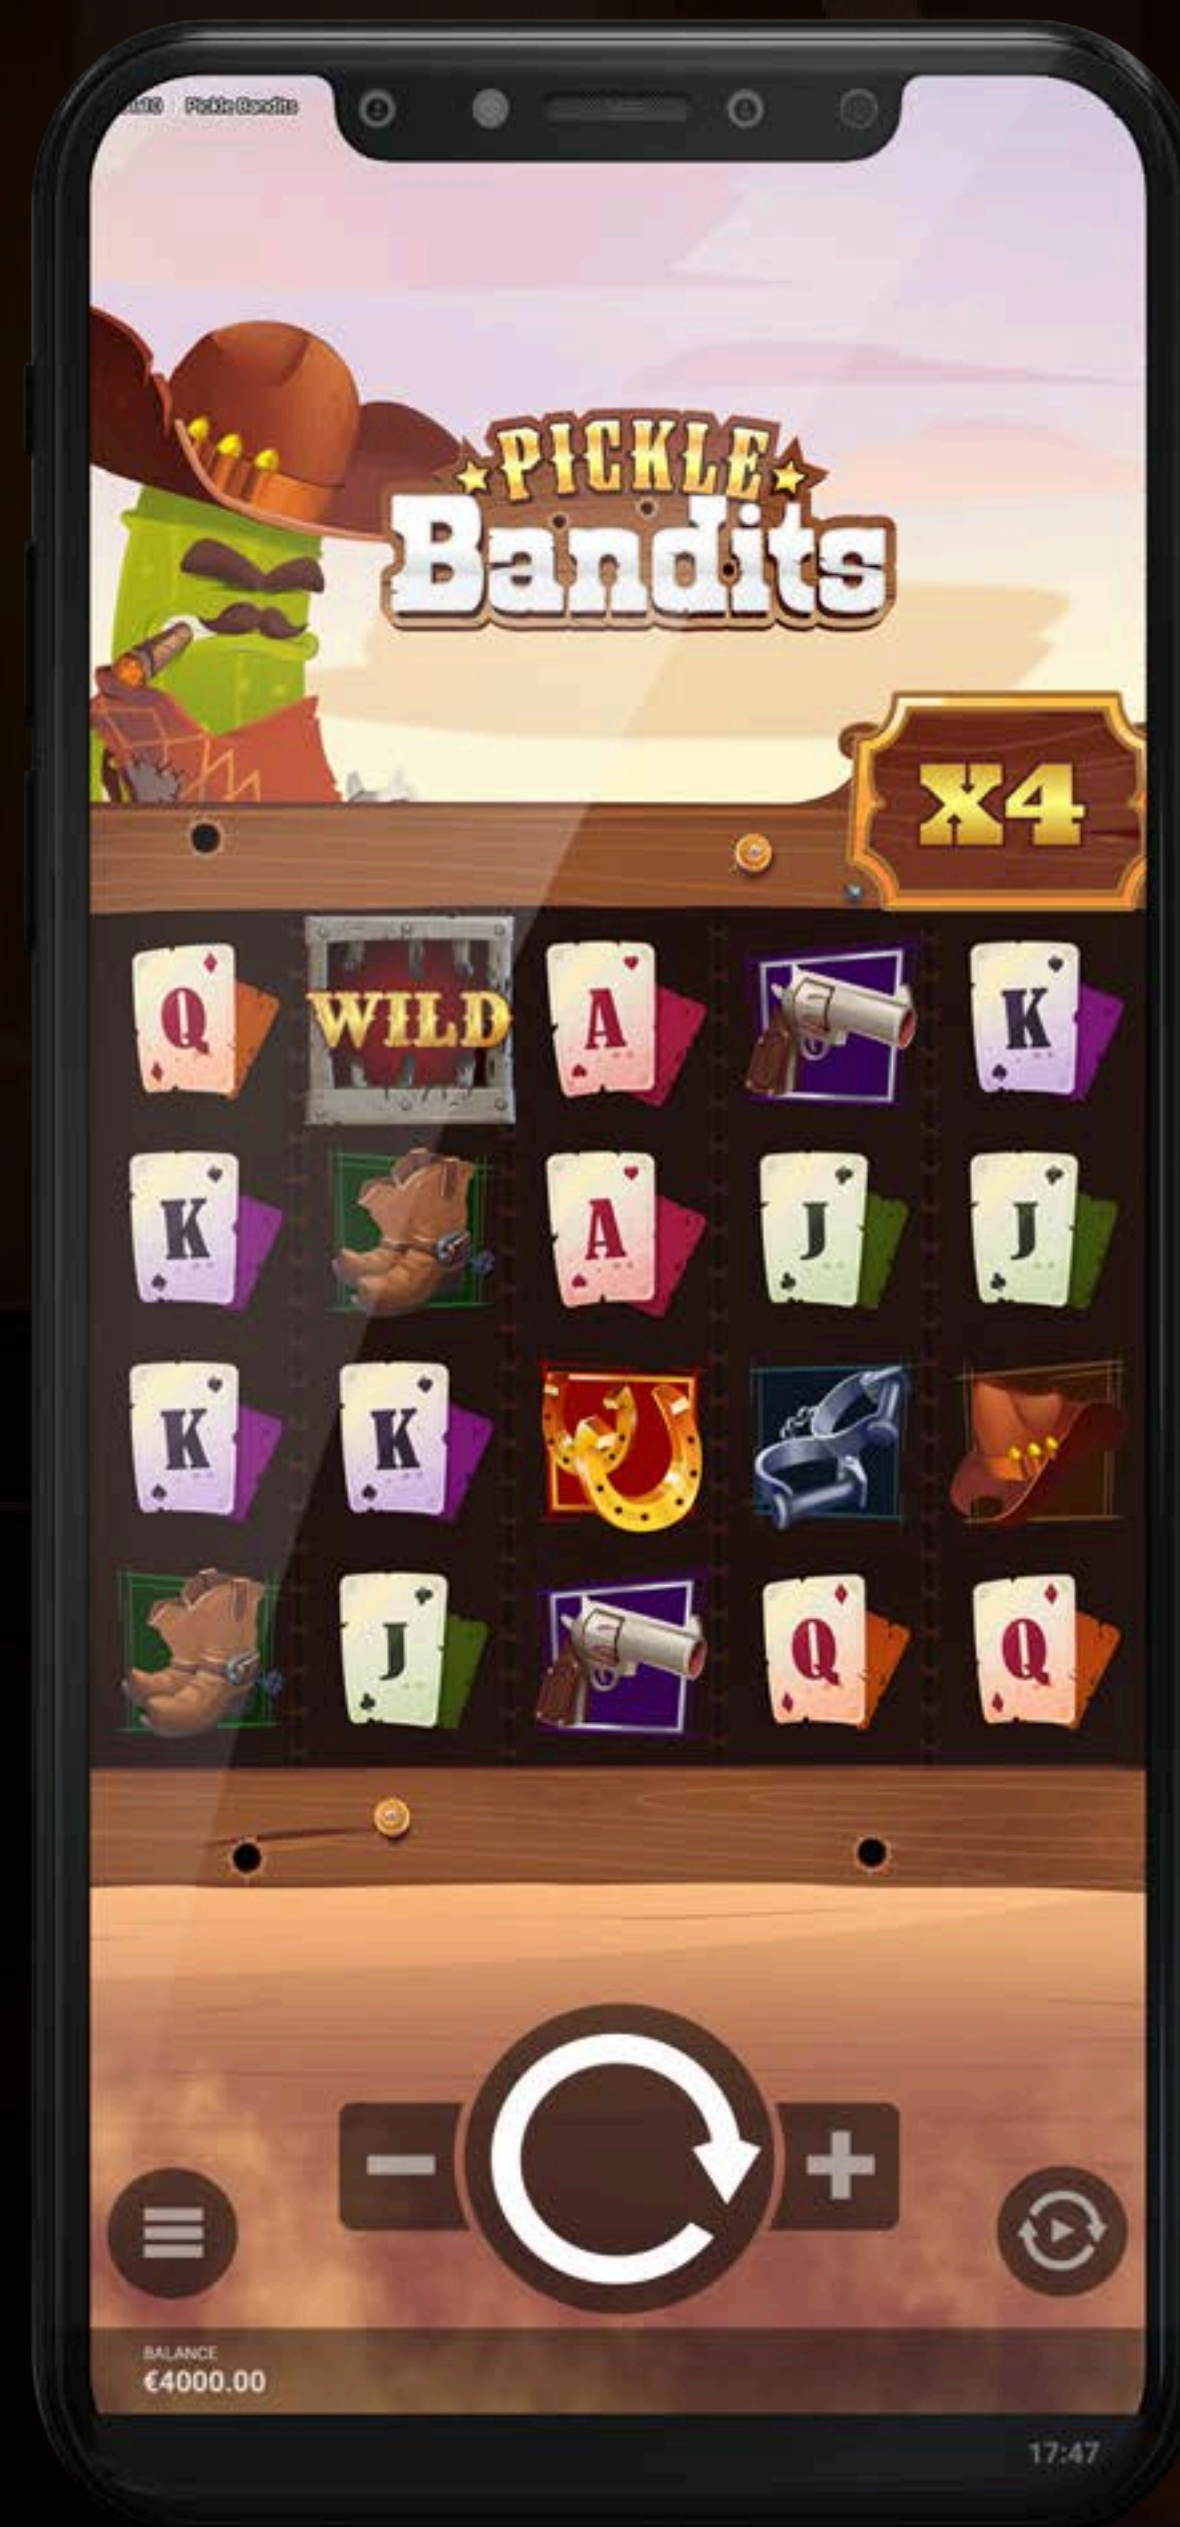 Pickle Bandits
PICKLE
Bandits
X4
Q WILD A K
K A J J
K K
J Q Q
BALANCE
€4000.00
17:47